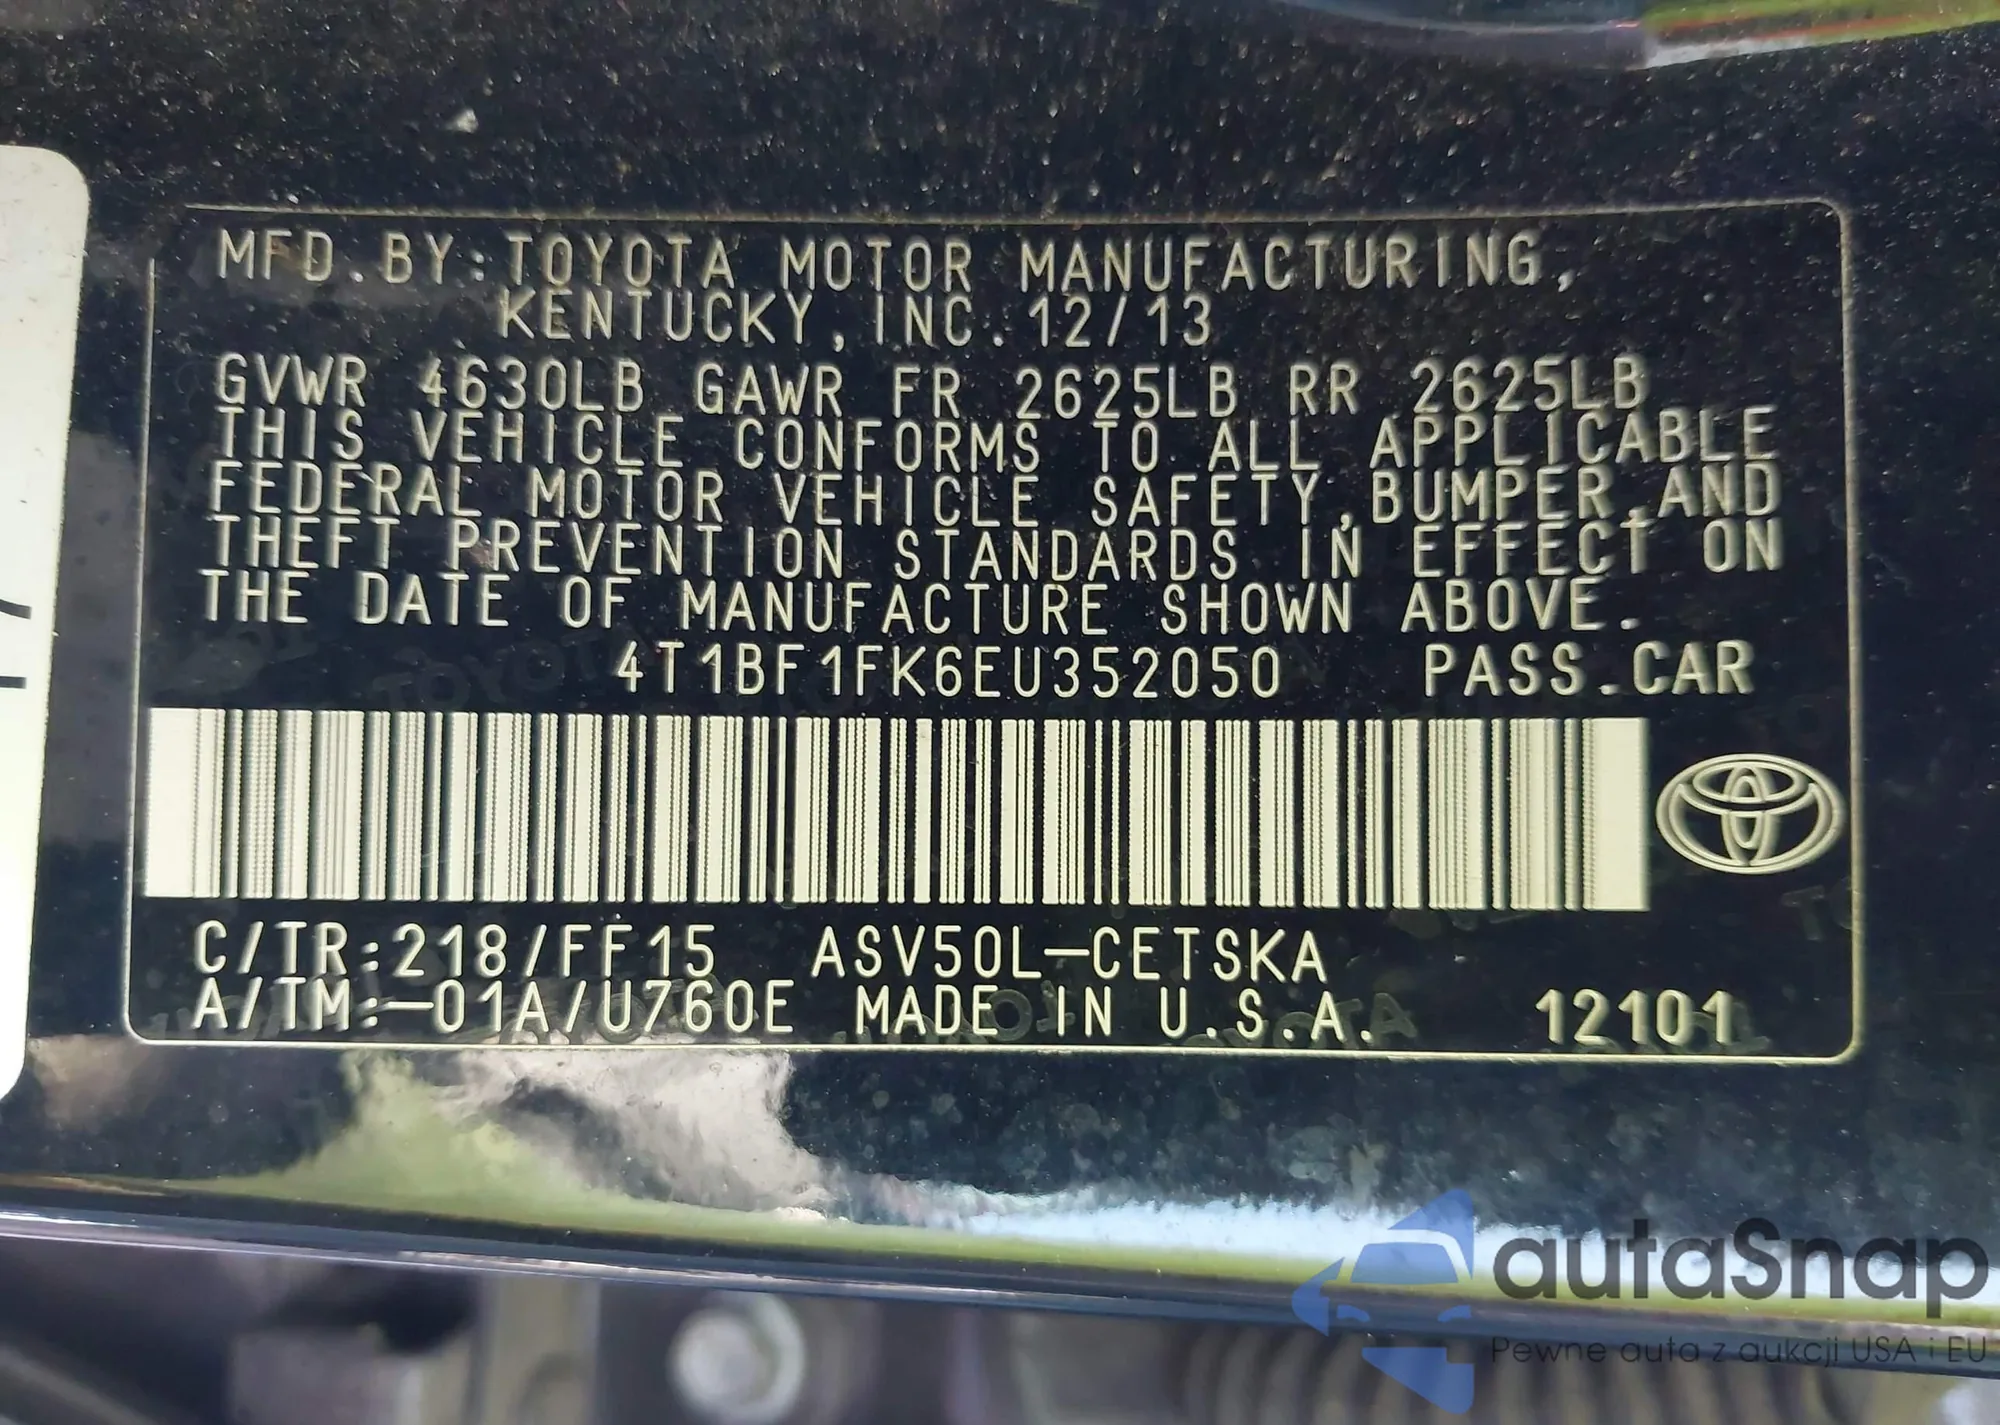 MFD.BY:TOYOTA MOTOR MANUFACTURING,
KENTUCKY,INC.12/13
GVWR 4630LB GAWR FR 2625LB RR 2625LB
THIS VEHICLE CONFORMS TO ALL APPLICABLE
FEDERAL MOTOR VEHICLE SAFETY,BUMPER,AND
THEFT PREVENTION STANDARDS IN EFFECT ON
THE DATE OF MANUFACTURE SHOWN ABOVE.
4T1BF1FK6EU352050 PASS.CAR
C/TR:218/FF15 ASV50L-CETSKA
A/TM:-01A/U760E MADE IN U.S.A. 12101
autaSnap
Pewne auta z aukcji USA i EU